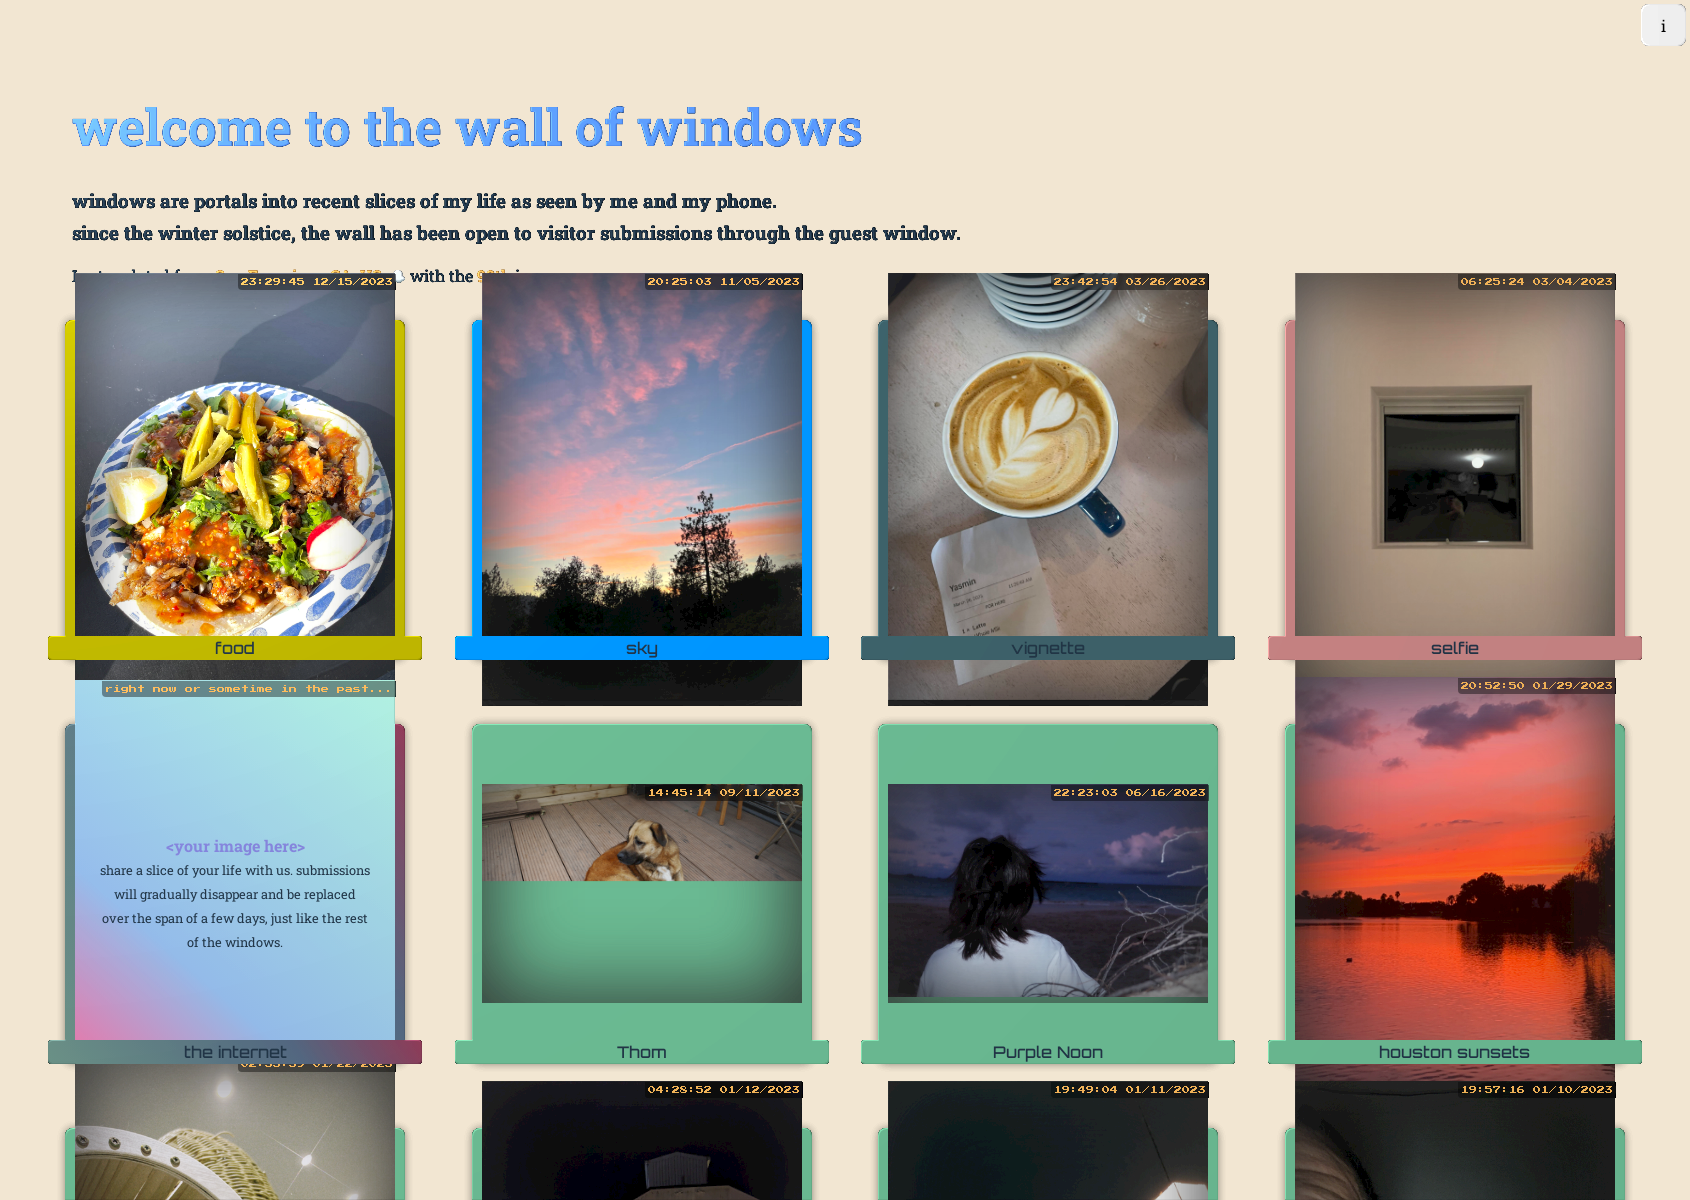 i
welcome to the wall of windows
windows are portals into recent slices of my life as seen by me and my phone.
since the winter solstice, the wall has been open to visitor submissions through the guest window.
with the
23:29:45 12/15/2023
20:25:03 11/05/2023
23:42:54 03/26/2023
06:25:24 03/04/2023
Yasmin
FOR HERE
1 × Latte
food
sky
vignette
selfie
right now or sometime in the past...
20:52:50 01/29/2023
14:45:14 09/11/2023
22:23:03 06/16/2023
<your image here>
share a slice of your life with us. submissions
will gradually disappear and be replaced
over the span of a few days, just like the rest
of the windows.
the internet
Thom
Purple Noon
houston sunsets
01/22/2023
04:28:52 01/12/2023
19:49:04 01/11/2023
19:57:16 01/10/2023